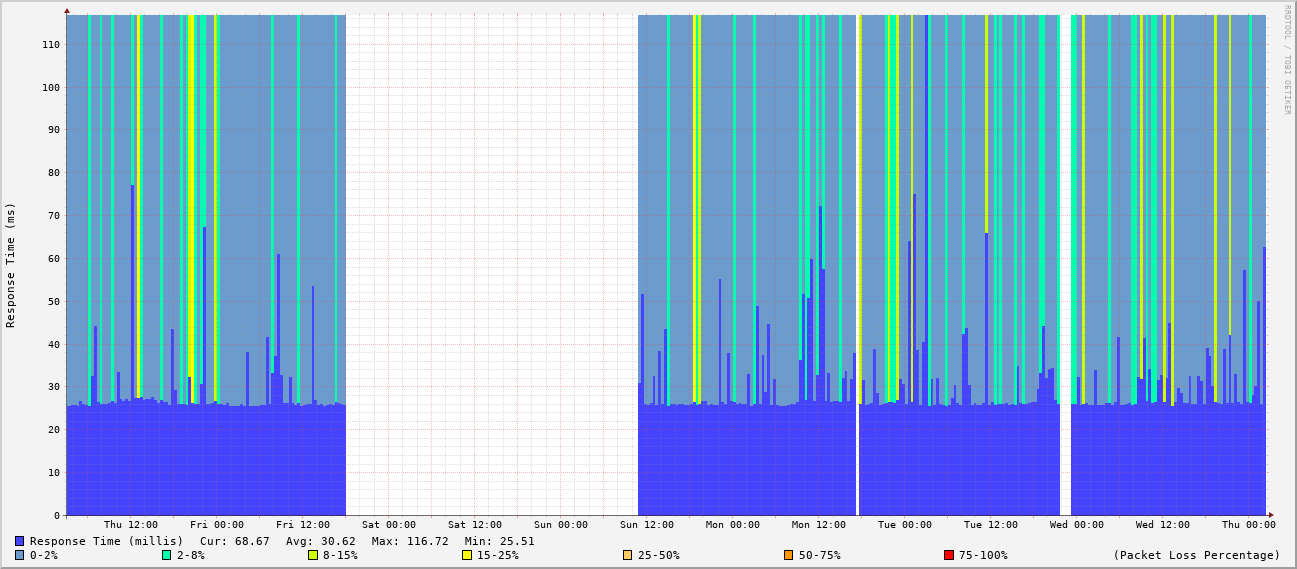 RRDTOOL / TOBI OETIKER
Response Time (ms)
110
100
90
80
70
60
50
40
30
20
10
0
Thu 12:00 Fri 00:00 Fri 12:00 Sat 00:00 Sat 12:00 Sun 00:00 Sun 12:00 Mon 00:00 Mon 12:00 Tue 00:00 Tue 12:00 Wed 00:00 Wed 12:00 Thu 00:00
Response Time (millis) Cur: 68.67 Avg: 30.62 Max: 116.72 Min: 25.51
0-2% 2-8% 8-15% 15-25% 25-50% 50-75% 75-100% (Packet Loss Percentage)